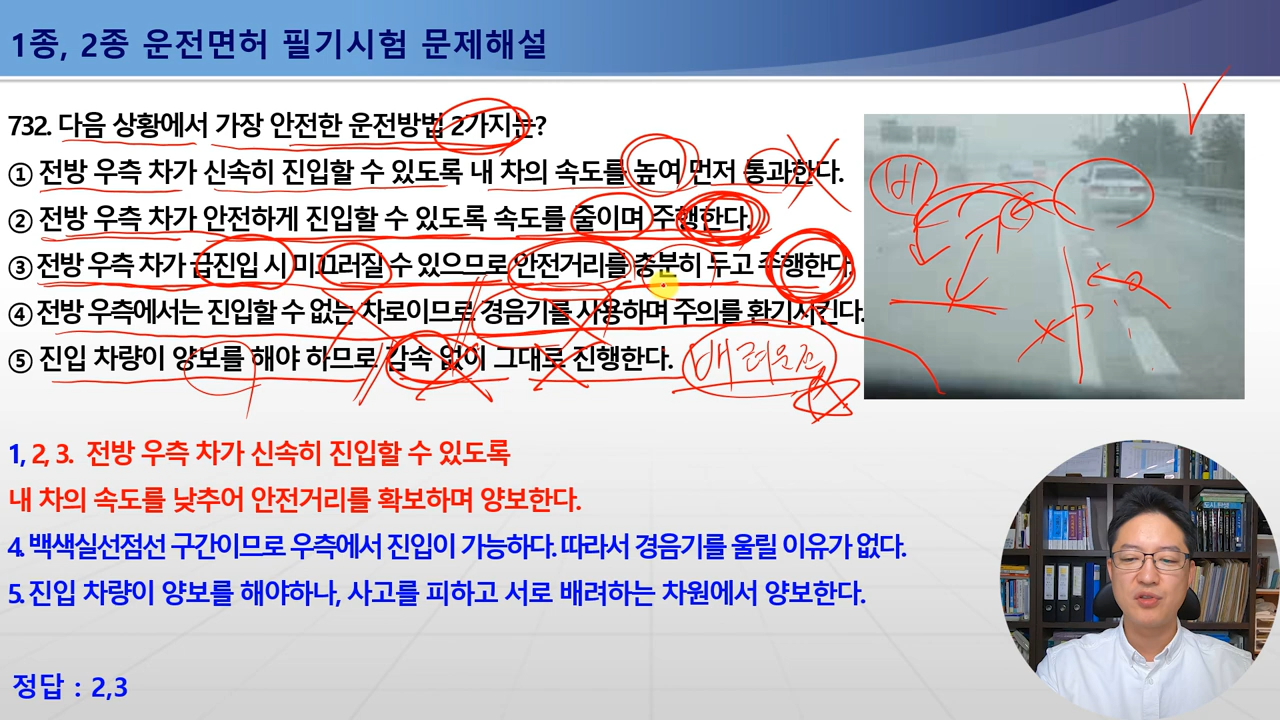 1종, 2종 운전면허 필기시험 문제해설
732. 다음 상황에서 가장 안전한 운전방법 2가지는?
① 전방 우측 차가 신속히 진입할 수 있도록 내 차의 속도를 높여 먼저 통과한다.
② 전방 우측 차가 안전하게 진입할 수 있도록 속도를 줄이며 주행한다.
③ 전방 우측 차가 급진입 시 미끄러질 수 있으므로 안전거리를 충분히 두고 주행한다.
④ 전방 우측에서는 진입할 수 없는 차로이므로 경음기를 사용하며 주의를 환기시킨다.
⑤ 진입 차량이 양보를 해야 하므로 감속 없이 그대로 진행한다.
배려운전
비
1, 2, 3. 전방 우측 차가 신속히 진입할 수 있도록
내 차의 속도를 낮추어 안전거리를 확보하며 양보한다.
4. 백색실선점선 구간이므로 우측에서 진입이 가능하다. 따라서 경음기를 울릴 이유가 없다.
5. 진입 차량이 양보를 해야하나, 사고를 피하고 서로 배려하는 차원에서 양보한다.
정답 : 2,3